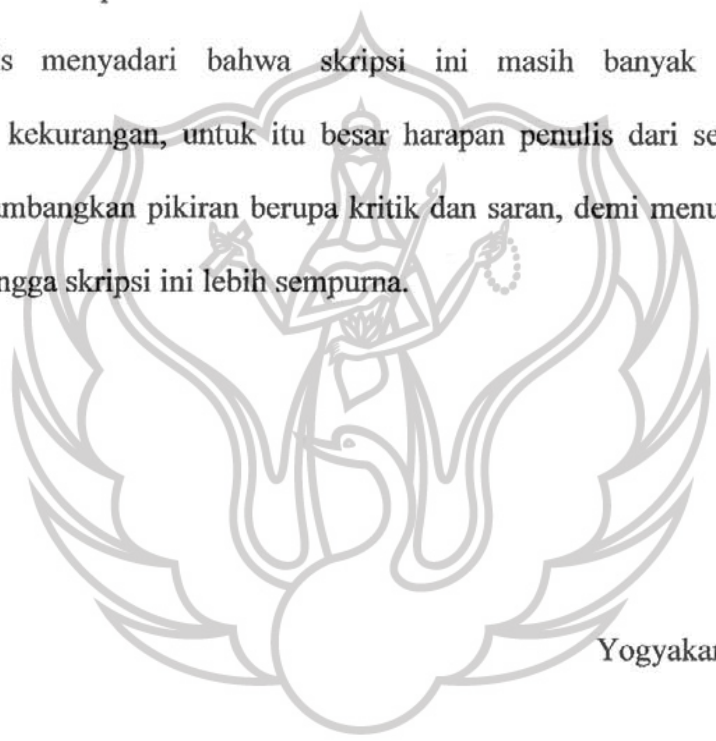 s menyadari bahwa skripsi ini masih banyak
kekurangan, untuk itu besar harapan penulis dari se
umbangkan pikiran berupa kritik dan saran, demi menu
ngga skripsi ini lebih sempurna.
Yogyakar